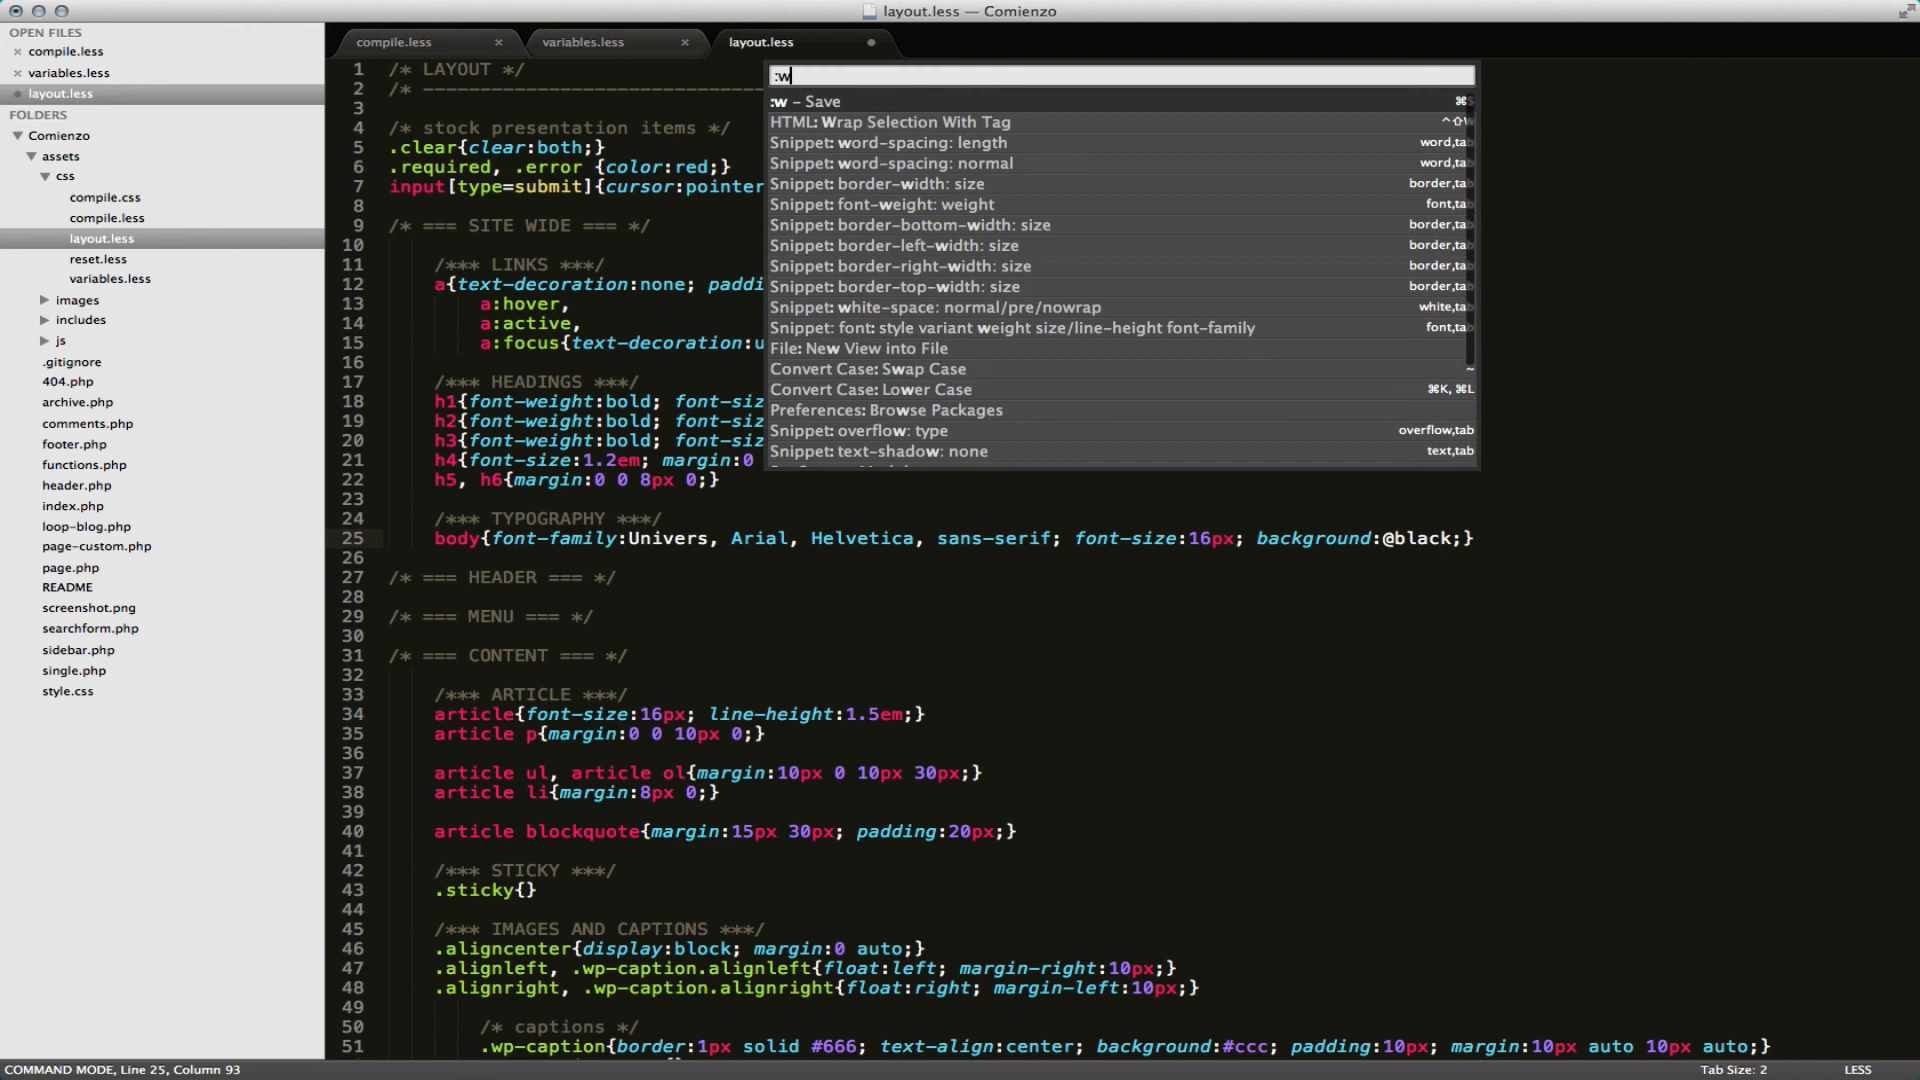 layout.less — Comienzo
OPEN FILES
compile.less
variables.less
layout.less
FOLDERS
Comienzo
assets
css
compile.css
compile.less
layout.less
reset.less
variables.less
images
includes
js
.gitignore
404.php
archive.php
comments.php
footer.php
functions.php
header.php
index.php
loop-blog.php
page-custom.php
page.php
README
screenshot.png
searchform.php
sidebar.php
single.php
style.css
compile.less ×
variables.less ×
layout.less
:w
:w – Save ⌘S
HTML: Wrap Selection With Tag ⌃⇧W
Snippet: word-spacing: length word,tab
Snippet: word-spacing: normal word,tab
Snippet: border-width: size border,tab
Snippet: font-weight: weight font,tab
Snippet: border-bottom-width: size border,tab
Snippet: border-left-width: size border,tab
Snippet: border-right-width: size border,tab
Snippet: border-top-width: size border,tab
Snippet: white-space: normal/pre/nowrap white,tab
Snippet: font: style variant weight size/line-height font-family font,tab
File: New View into File
Convert Case: Swap Case
Convert Case: Lower Case ⌘K, ⌘L
Preferences: Browse Packages
Snippet: overflow: type overflow,tab
Snippet: text-shadow: none text,tab
1 /* LAYOUT */
2 /* ---------------------------------
3
4 /* stock presentation items */
5 .clear{clear:both;}
6 .required, .error {color:red;}
7 input[type=submit]{cursor:pointer
8
9 /* === SITE WIDE === */
10
11 /*** LINKS ***/
12 a{text-decoration:none; paddi
13 a:hover,
14 a:active,
15 a:focus{text-decoration:u
16
17 /*** HEADINGS ***/
18 h1{font-weight:bold; font-siz
19 h2{font-weight:bold; font-siz
20 h3{font-weight:bold; font-siz
21 h4{font-size:1.2em; margin:0
22 h5, h6{margin:0 0 8px 0;}
23
24 /*** TYPOGRAPHY ***/
25 body{font-family:Univers, Arial, Helvetica, sans-serif; font-size:16px; background:@black;}
26
27 /* === HEADER === */
28
29 /* === MENU === */
30
31 /* === CONTENT === */
32
33 /*** ARTICLE ***/
34 article{font-size:16px; line-height:1.5em;}
35 article p{margin:0 0 10px 0;}
36
37 article ul, article ol{margin:10px 0 10px 30px;}
38 article li{margin:8px 0;}
39
40 article blockquote{margin:15px 30px; padding:20px;}
41
42 /*** STICKY ***/
43 .sticky{}
44
45 /*** IMAGES AND CAPTIONS ***/
46 .aligncenter{display:block; margin:0 auto;}
47 .alignleft, .wp-caption.alignleft{float:left; margin-right:10px;}
48 .alignright, .wp-caption.alignright{float:right; margin-left:10px;}
49
50 /* captions */
51 .wp-caption{border:1px solid #666; text-align:center; background:#ccc; padding:10px; margin:10px auto 10px auto;}
COMMAND MODE, Line 25, Column 93
Tab Size: 2
LESS